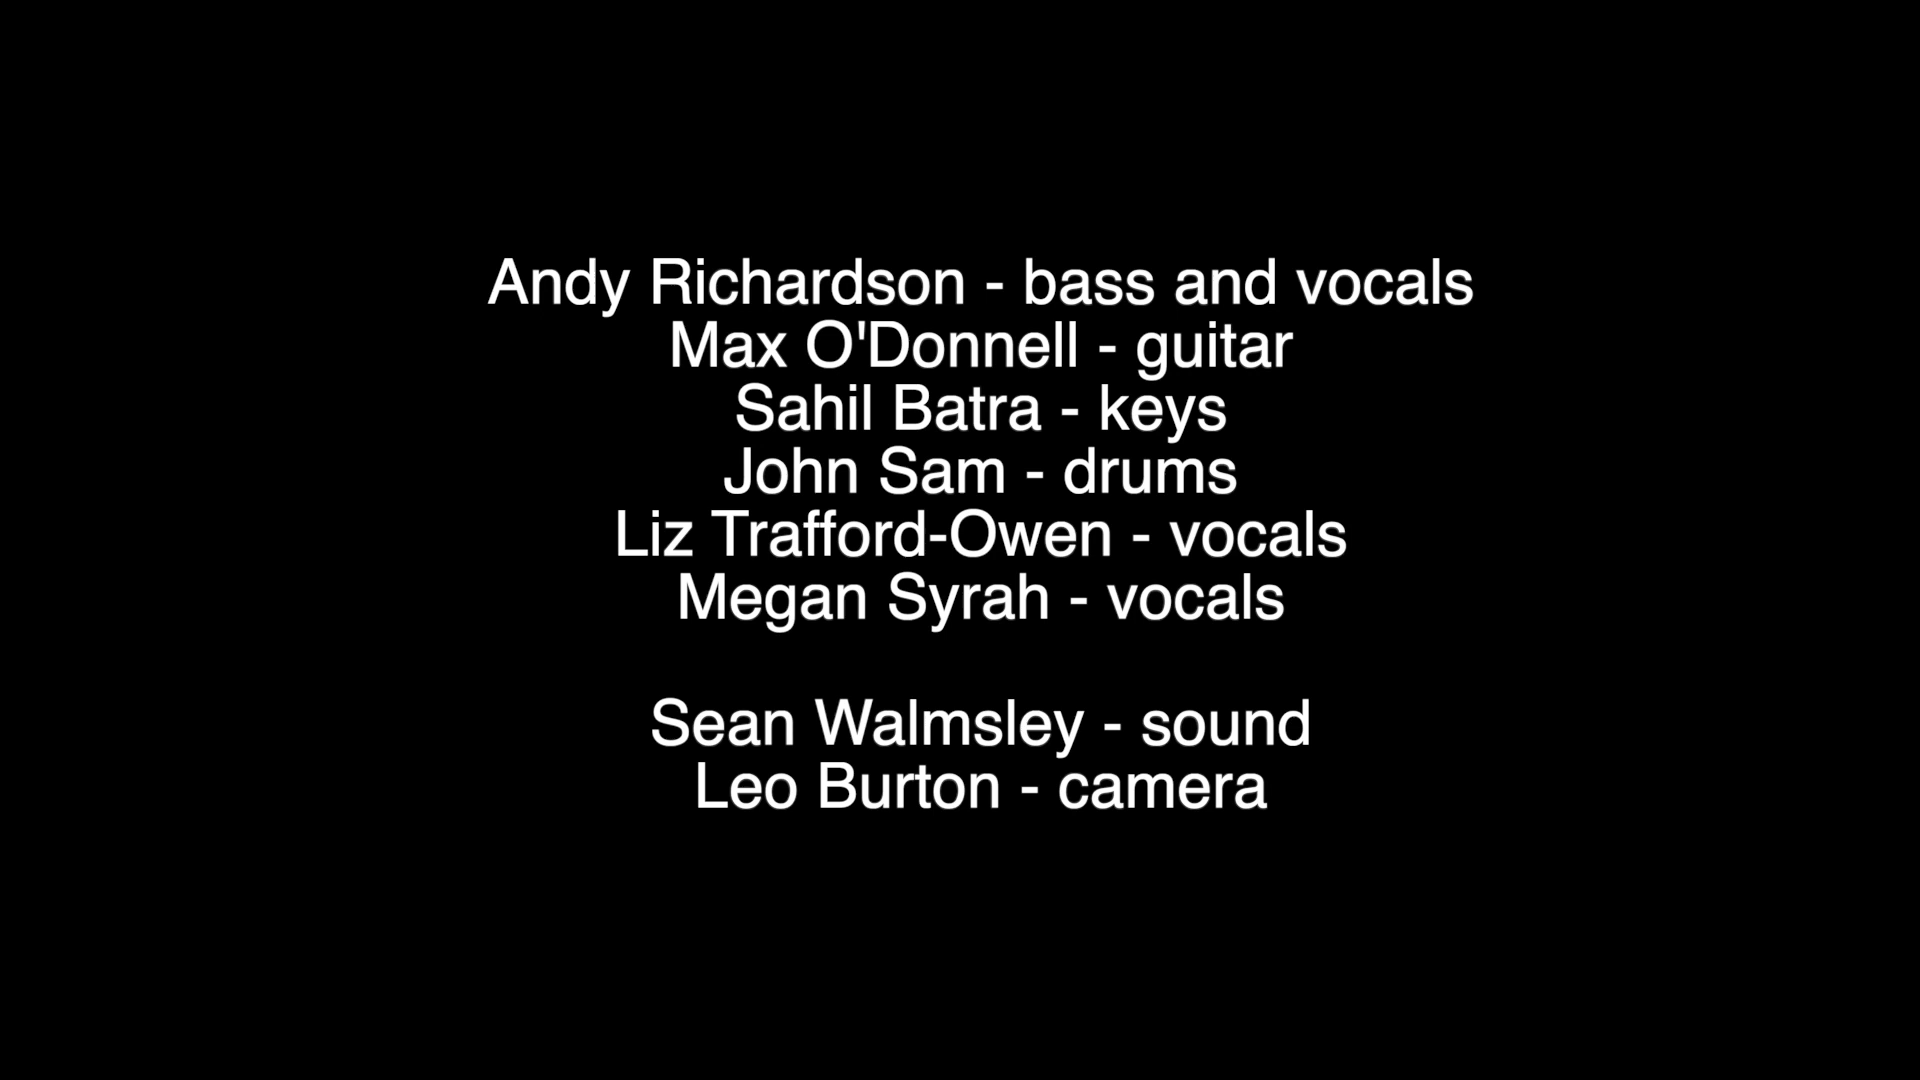 Andy Richardson - bass and vocals
Max O'Donnell - guitar
Sahil Batra - keys
John Sam - drums
Liz Trafford-Owen - vocals
Megan Syrah - vocals
Sean Walmsley - sound
Leo Burton - camera